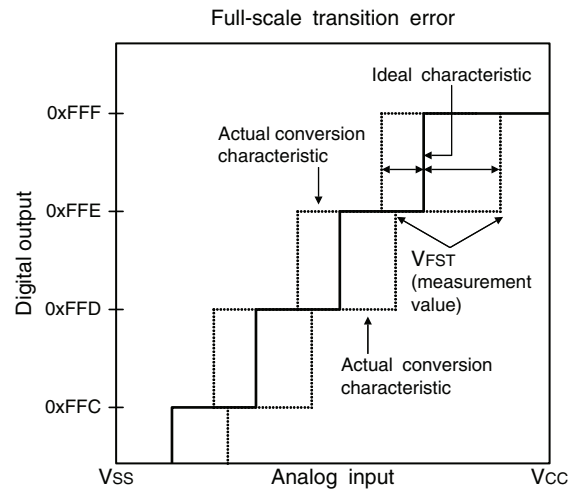 Full-scale transition error
Ideal characteristic
0xFFF
Actual conversion
characteristic
0xFFE
VFST
(measurement
value)
Digital output
0xFFD
Actual conversion
characteristic
0xFFC
VSS
Analog input
VCC